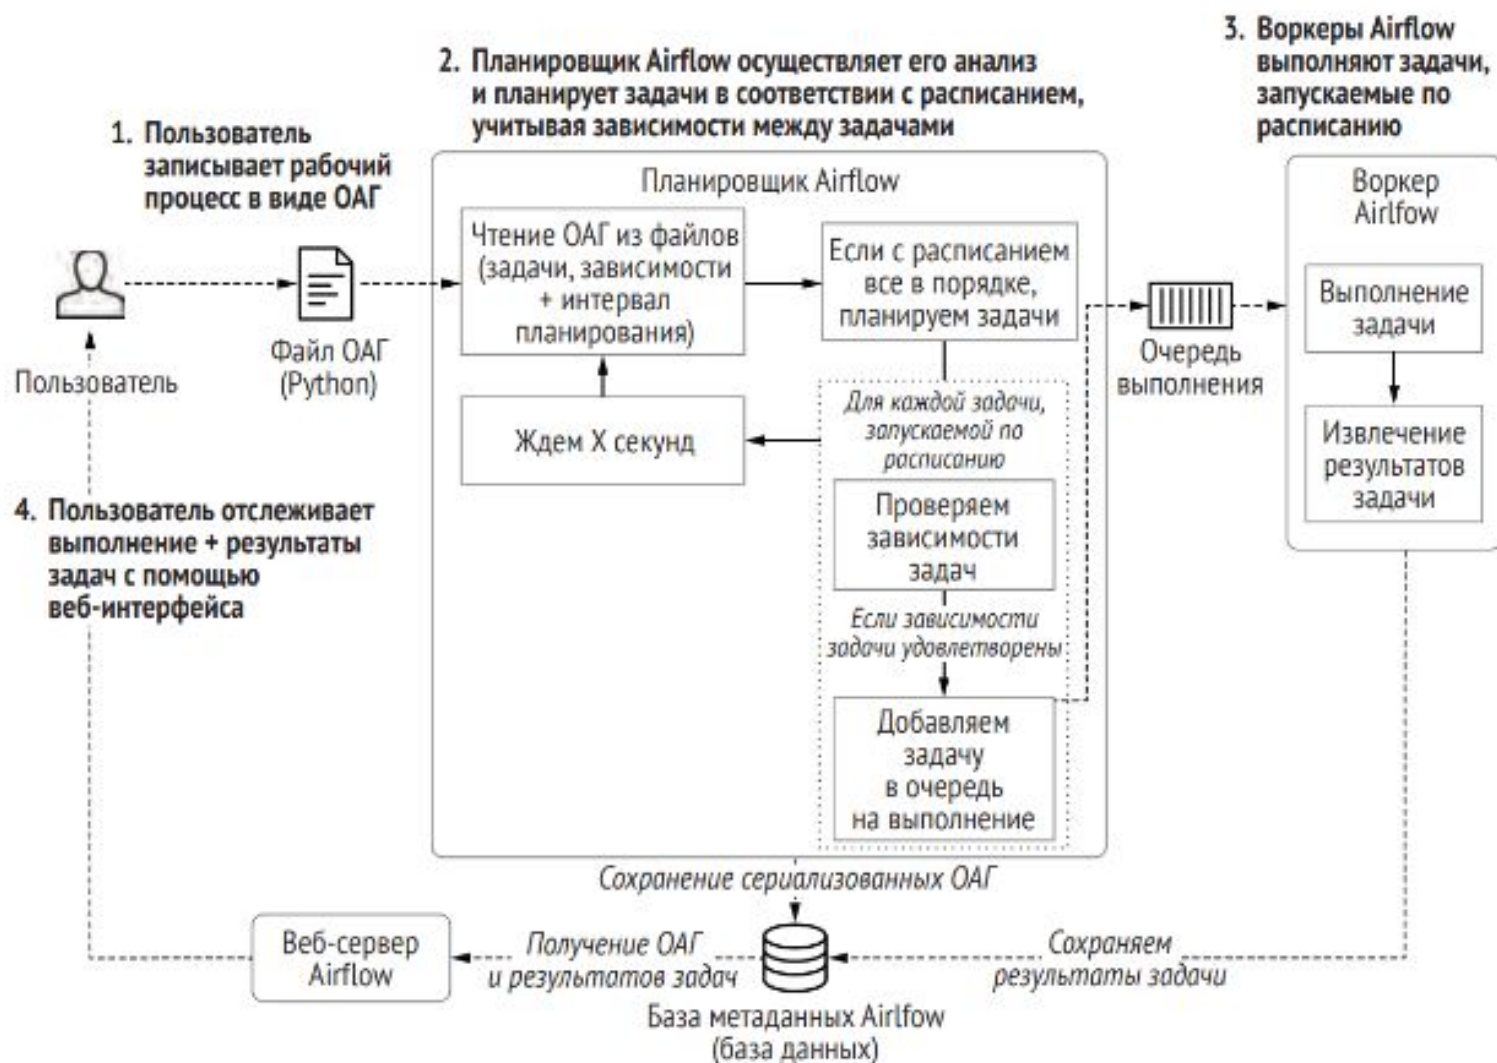 1. Пользователь
записывает рабочий
процесс в виде ОАГ
2. Планировщик Airflow осуществляет его анализ
и планирует задачи в соответствии с расписанием,
учитывая зависимости между задачами
3. Воркеры Airflow
выполняют задачи,
запускаемые по
расписанию
Пользователь
Файл ОАГ
(Python)
Планировщик Airflow
Чтение ОАГ из файлов
(задачи, зависимости
+ интервал
планирования)
Если с расписанием
все в порядке,
планируем задачи
Ждем X секунд
Для каждой задачи,
запускаемой по
расписанию
Проверяем
зависимости
задач
Если зависимости
задачи удовлетворены
Добавляем
задачу
в очередь
на выполнение
Очередь
выполнения
Воркер
Airlfow
Выполнение
задачи
Извлечение
результатов
задачи
4. Пользователь отслеживает
выполнение + результаты
задач с помощью
веб-интерфейса
Сохранение сериализованных ОАГ
Веб-сервер
Airflow
Получение ОАГ
и результатов задач
Сохраняем
результаты задачи
База метаданных Airlfow
(база данных)